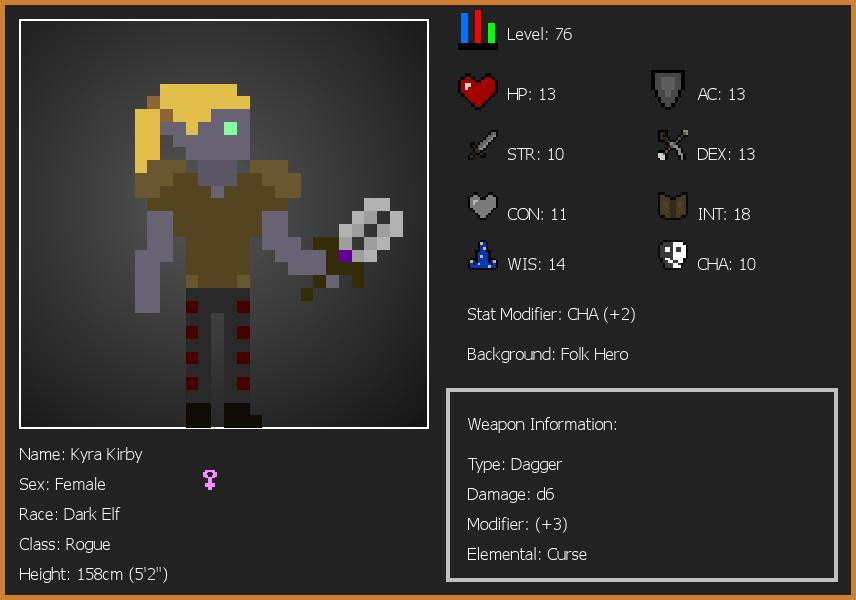 Level: 76
HP: 13
AC: 13
STR: 10
DEX: 13
CON: 11
INT: 18
WIS: 14
CHA: 10
Stat Modifier: CHA (+2)
Background: Folk Hero
Weapon Information:
Type: Dagger
Damage: d6
Modifier: (+3)
Elemental: Curse
Name: Kyra Kirby
Sex: Female
Race: Dark Elf
Class: Rogue
Height: 158cm (5'2")